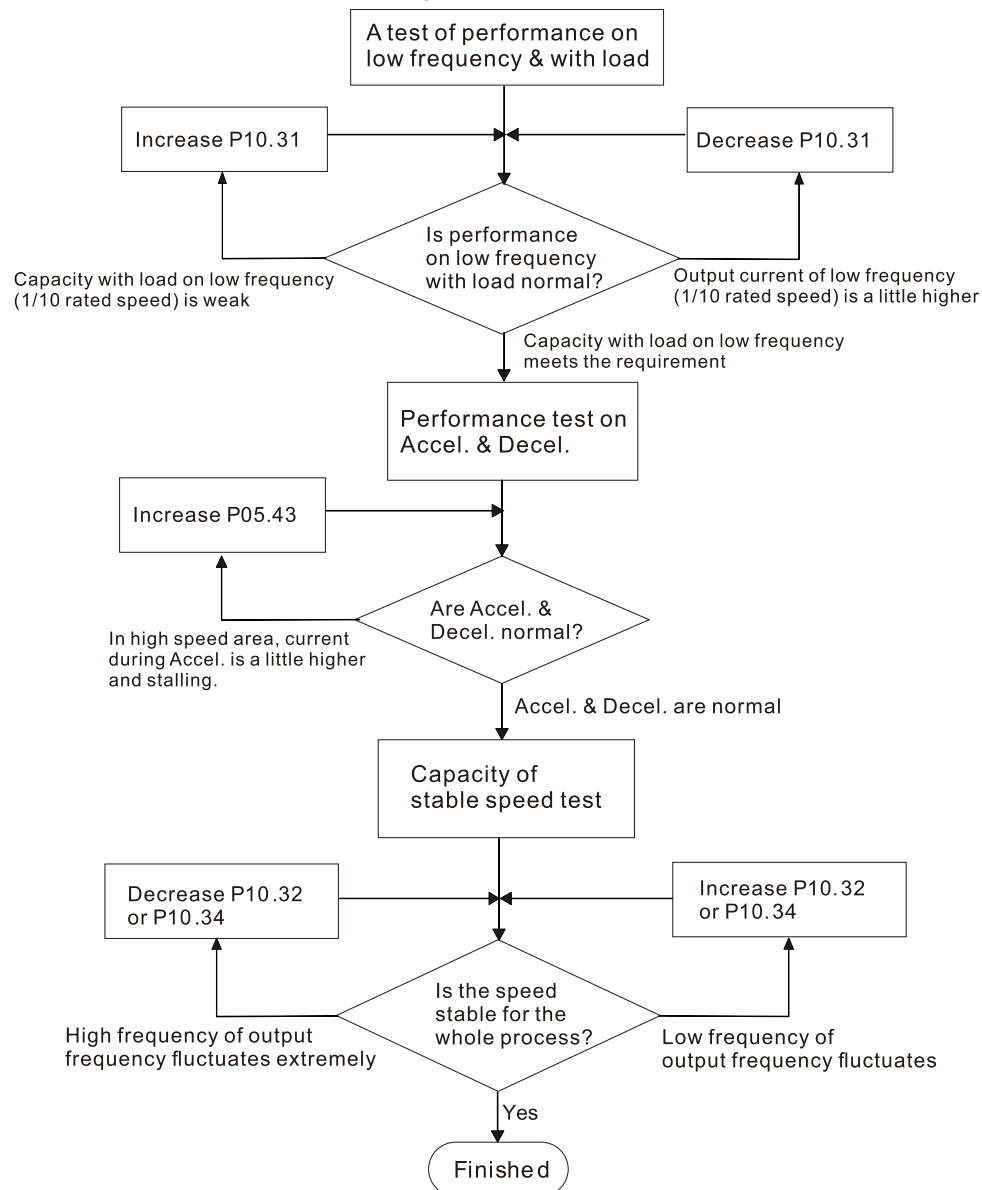 A test of performance on
low frequency & with load
Increase P10.31
Decrease P10.31
Is performance
on low frequency
with load normal?
Capacity with load on low frequency
(1/10 rated speed) is weak
Output current of low frequency
(1/10 rated speed) is a little higher
Capacity with load on low frequency
meets the requirement
Performance test on
Accel. & Decel.
Increase P05.43
Are Accel. &
Decel. normal?
In high speed area, current
during Accel. is a little higher
and stalling.
Accel. & Decel. are normal
Capacity of
stable speed test
Decrease P10.32
or P10.34
Increase P10.32
or P10.34
Is the speed
stable for the
whole process?
High frequency of output
frequency fluctuates extremely
Low frequency of
output frequency fluctuates
Yes
Finished